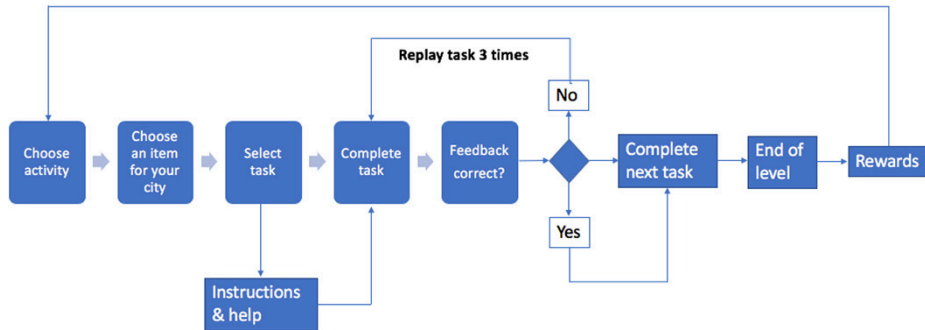 Replay task 3 times
No
Choose
activity
Choose
an item
for your
city
Select
task
Complete
task
Feedback
correct?
Complete
next task
End of
level
Rewards
Yes
Instructions
& help